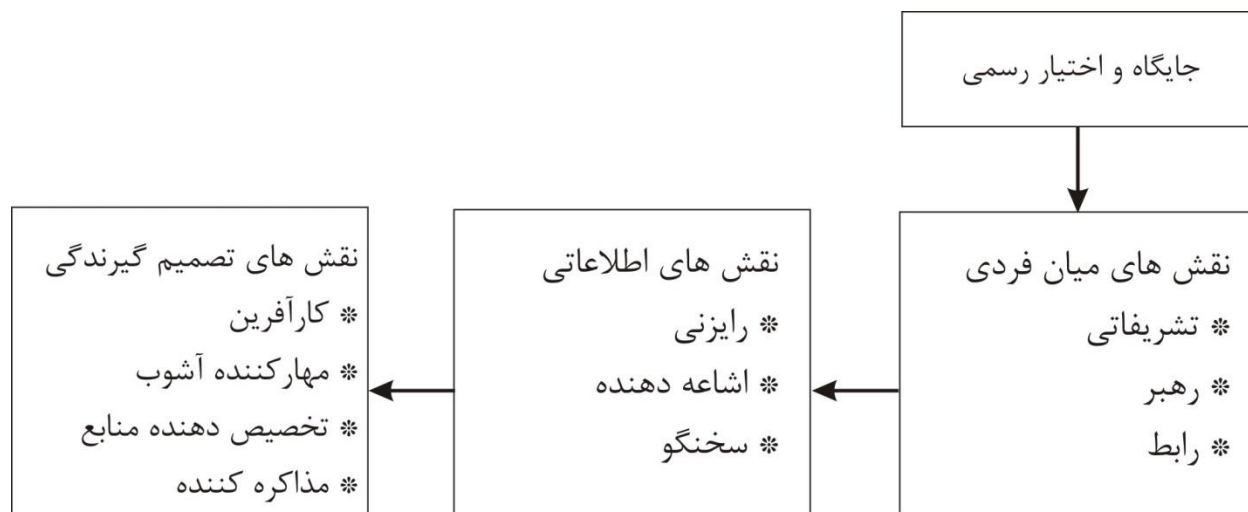 جایگاه و اختیار رسمی
نقش های میان فردی
❊ تشریفاتی
❊ رهبر
❊ رابط
نقش های اطلاعاتی
❊ رایزنی
❊ اشاعه دهنده
❊ سخنگو
نقش های تصمیم گیرندگی
❊ کارآفرین
❊ مهارکننده آشوب
❊ تخصیص دهنده منابع
❊ مذاکره کننده